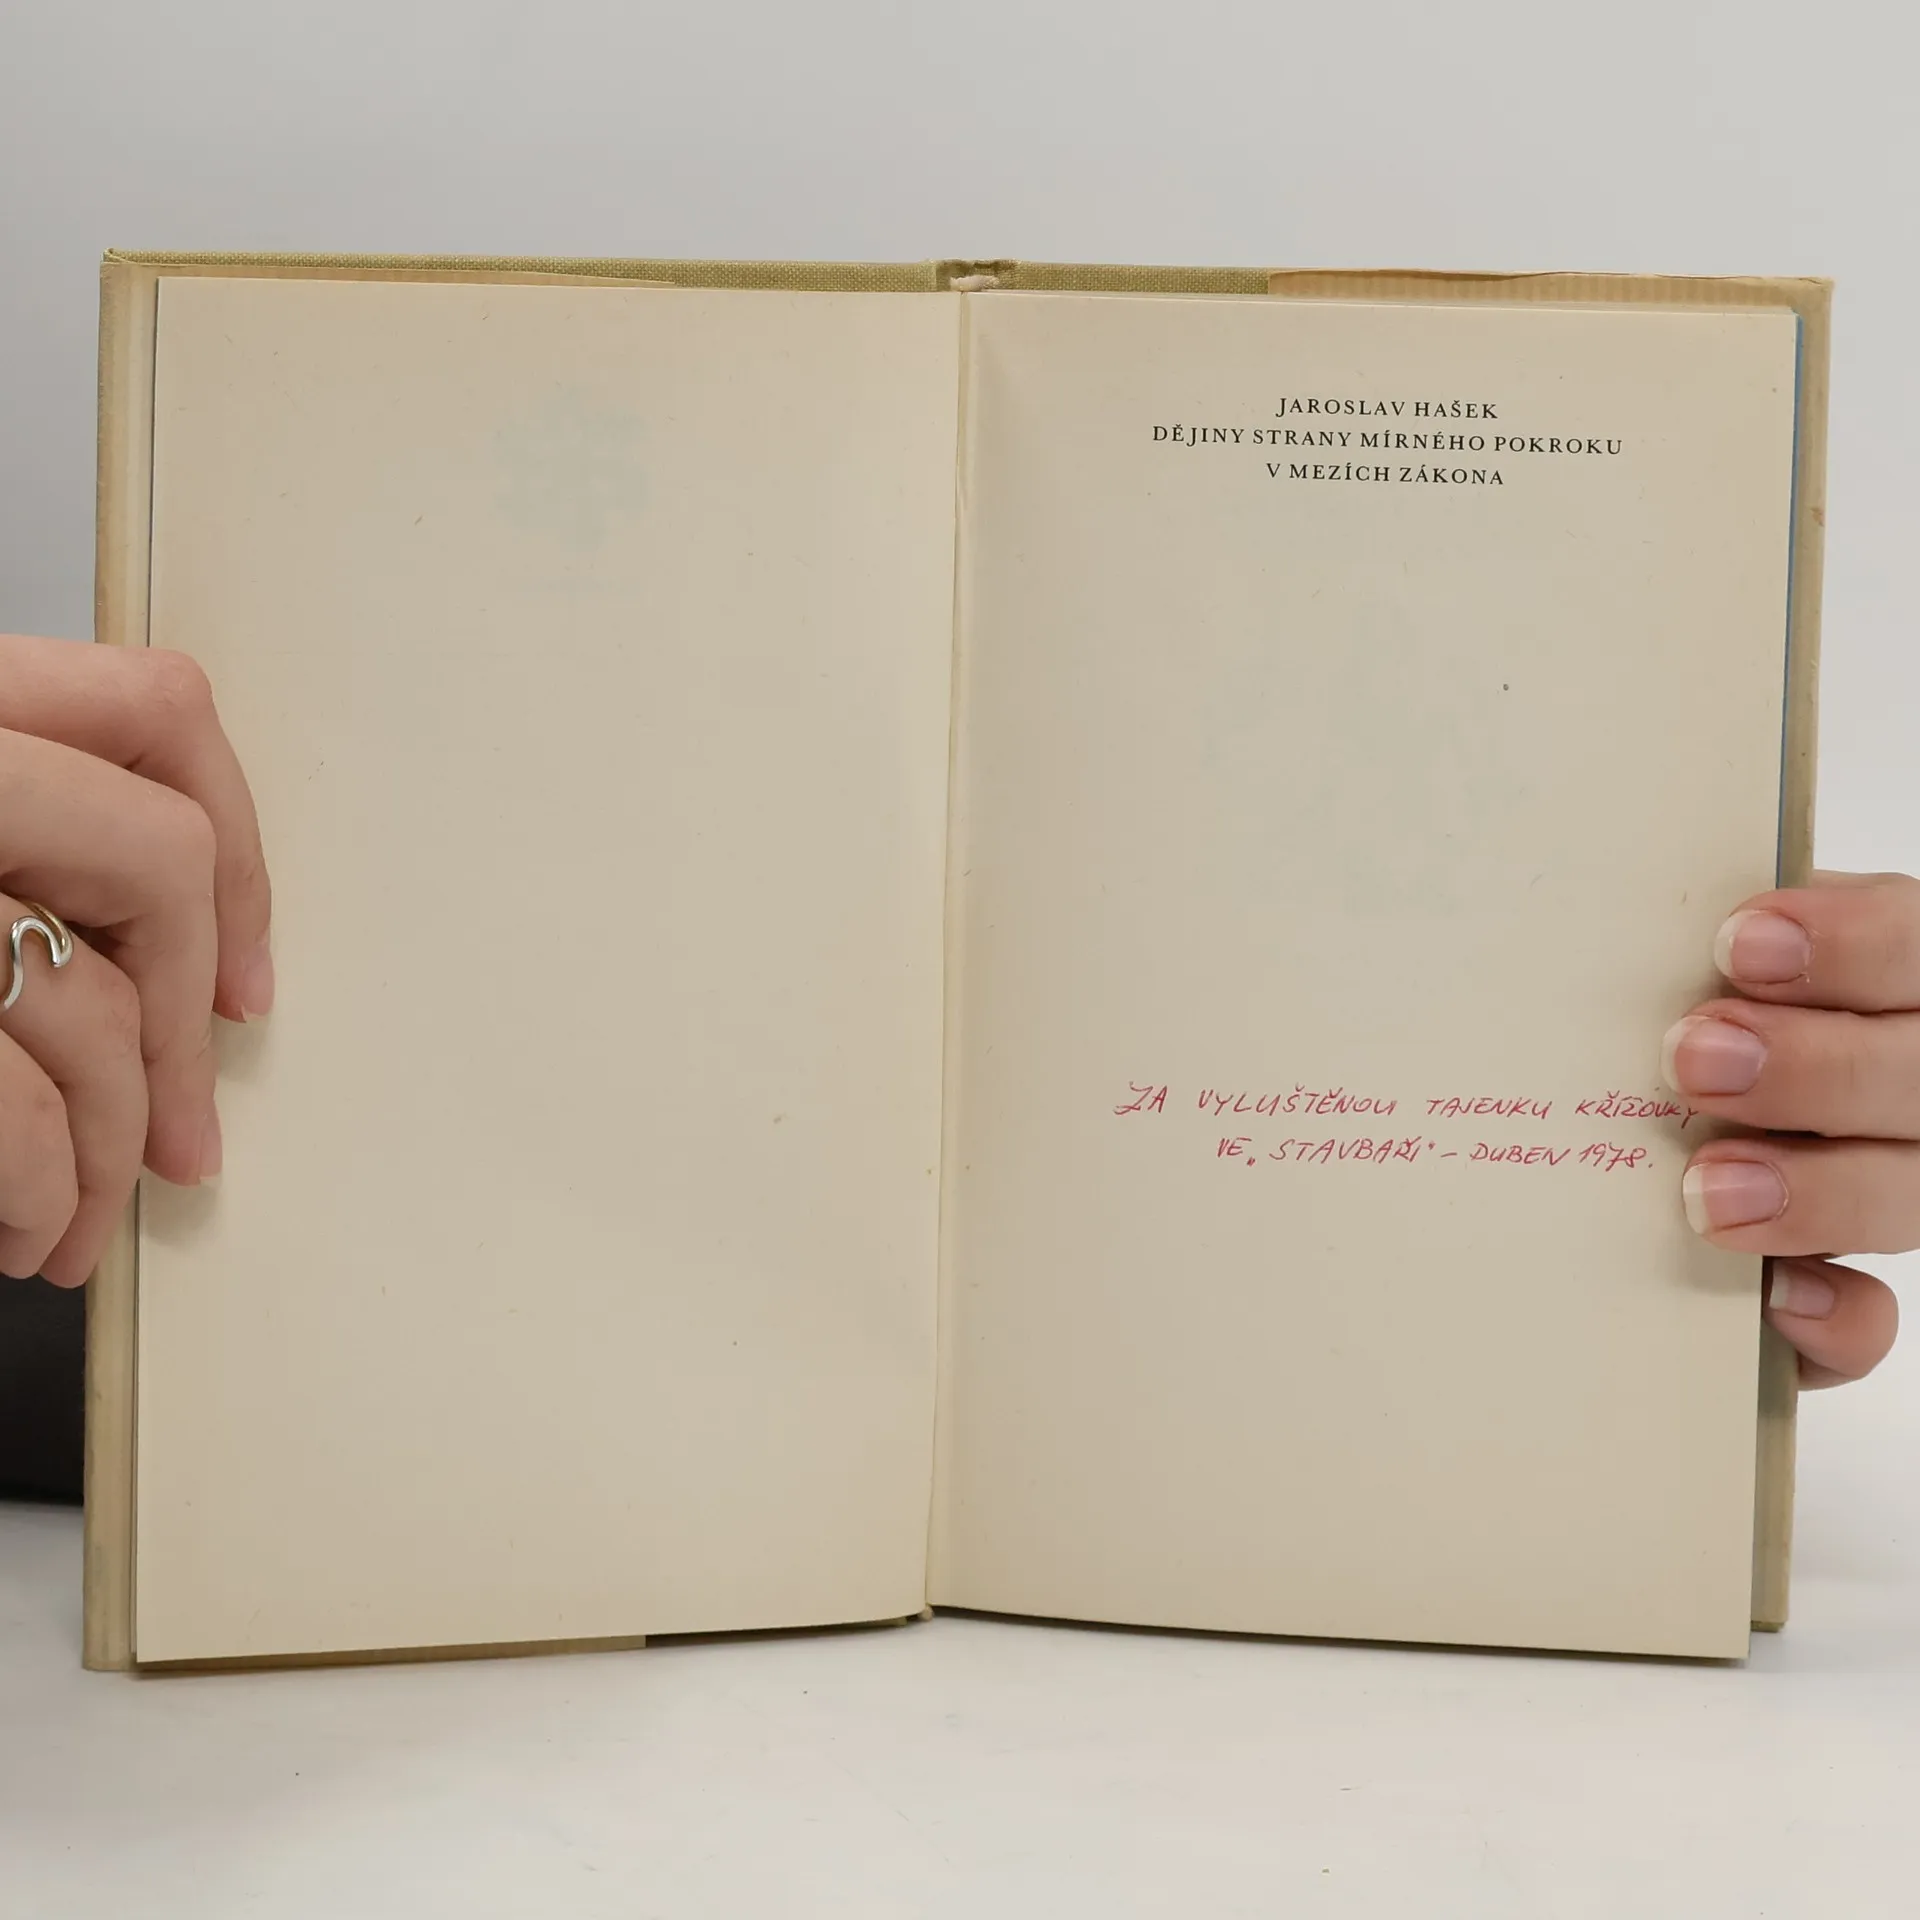 JAROSLAV HAŠEK
DĚJINY STRANY MÍRNÉHO POKROKU
V MEZÍCH ZÁKONA
ZA VYLUŠTĚNOU TAJENKU KŘÍŽOVKY
VE „STAVBAŘI“ – DUBEN 1978.